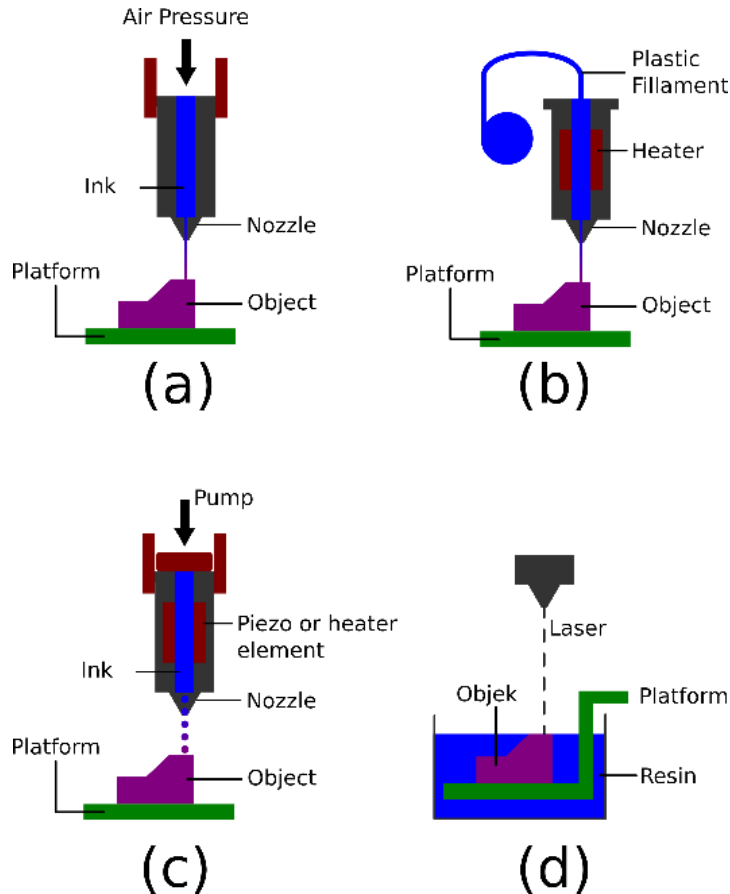 Air Pressure
Ink
Nozzle
Platform
Object
(a)
Plastic
Fillament
Heater
Nozzle
Platform
Object
(b)
Pump
Piezo or heater
element
Ink
Nozzle
Platform
Object
(c)
Laser
Objek
Platform
Resin
(d)